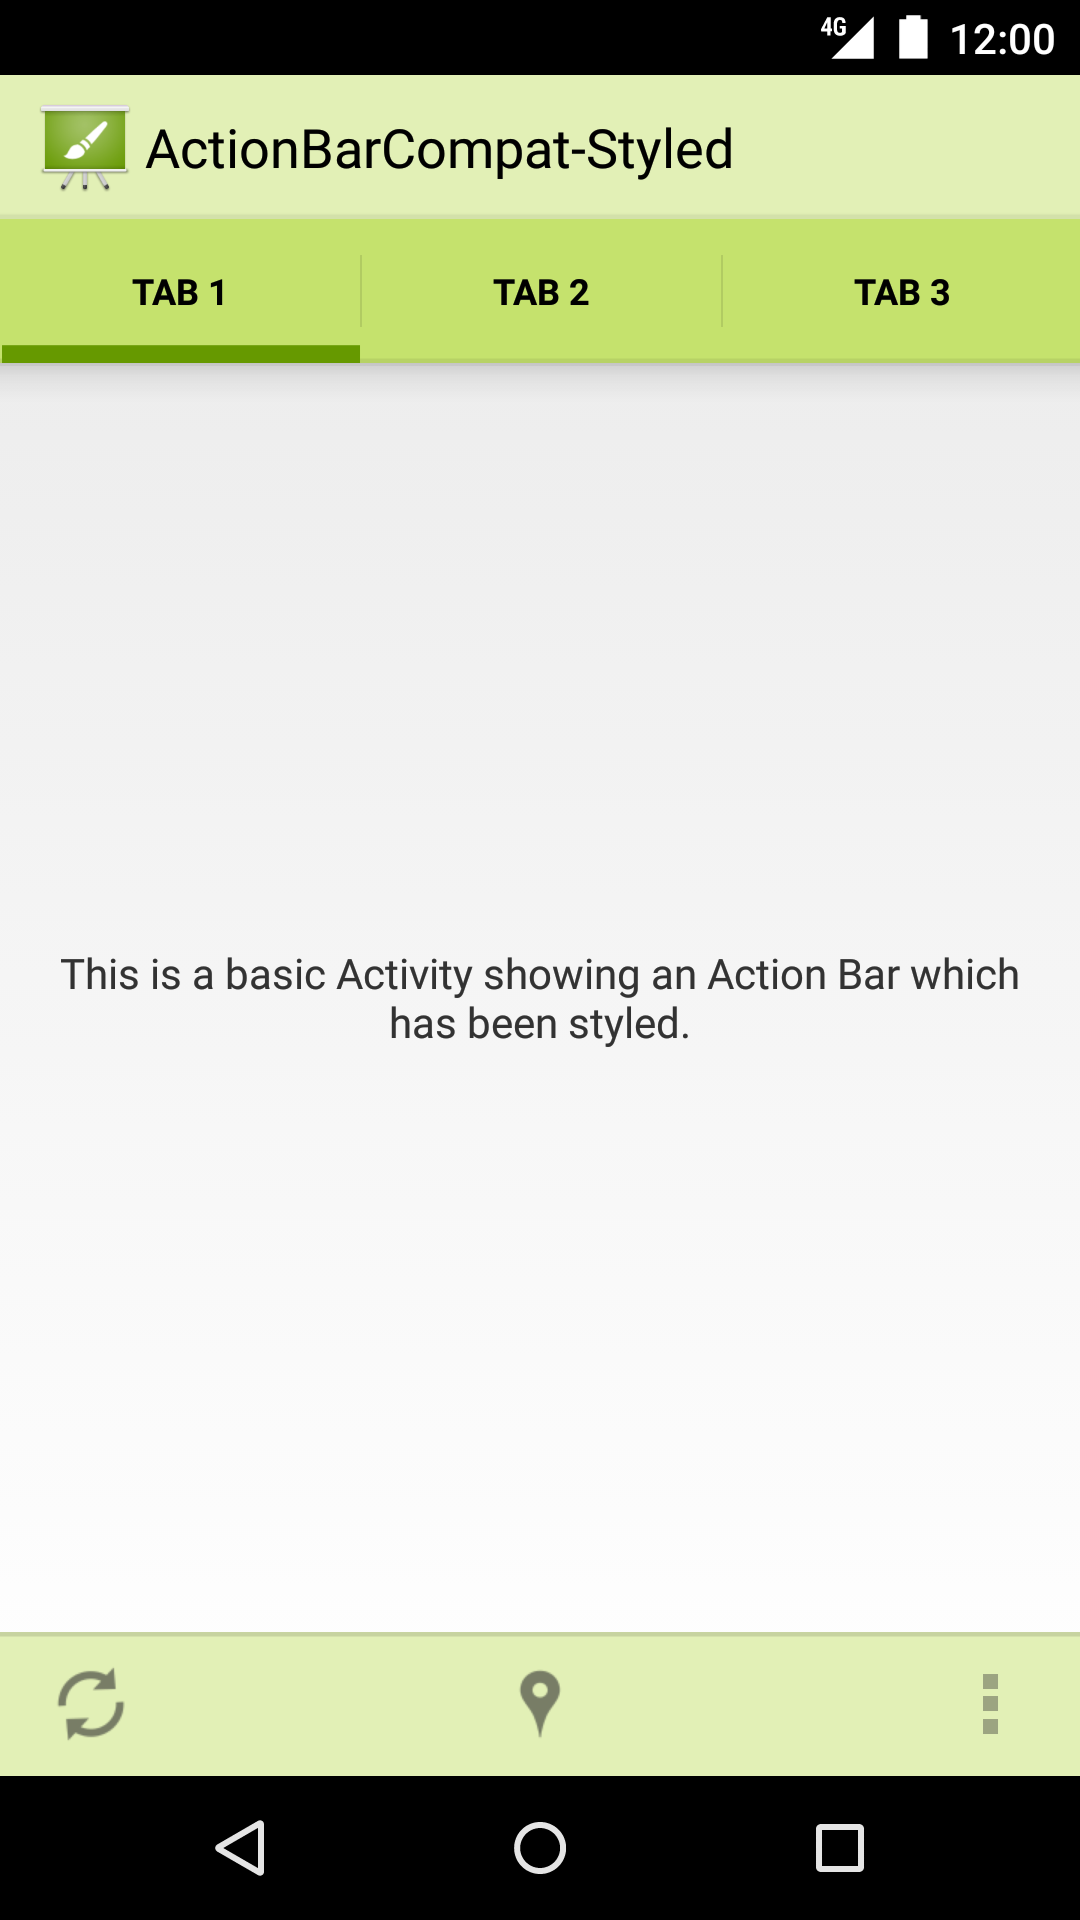 4G 12:00
ActionBarCompat-Styled
TAB 1 TAB 2 TAB 3
This is a basic Activity showing an Action Bar which
has been styled.